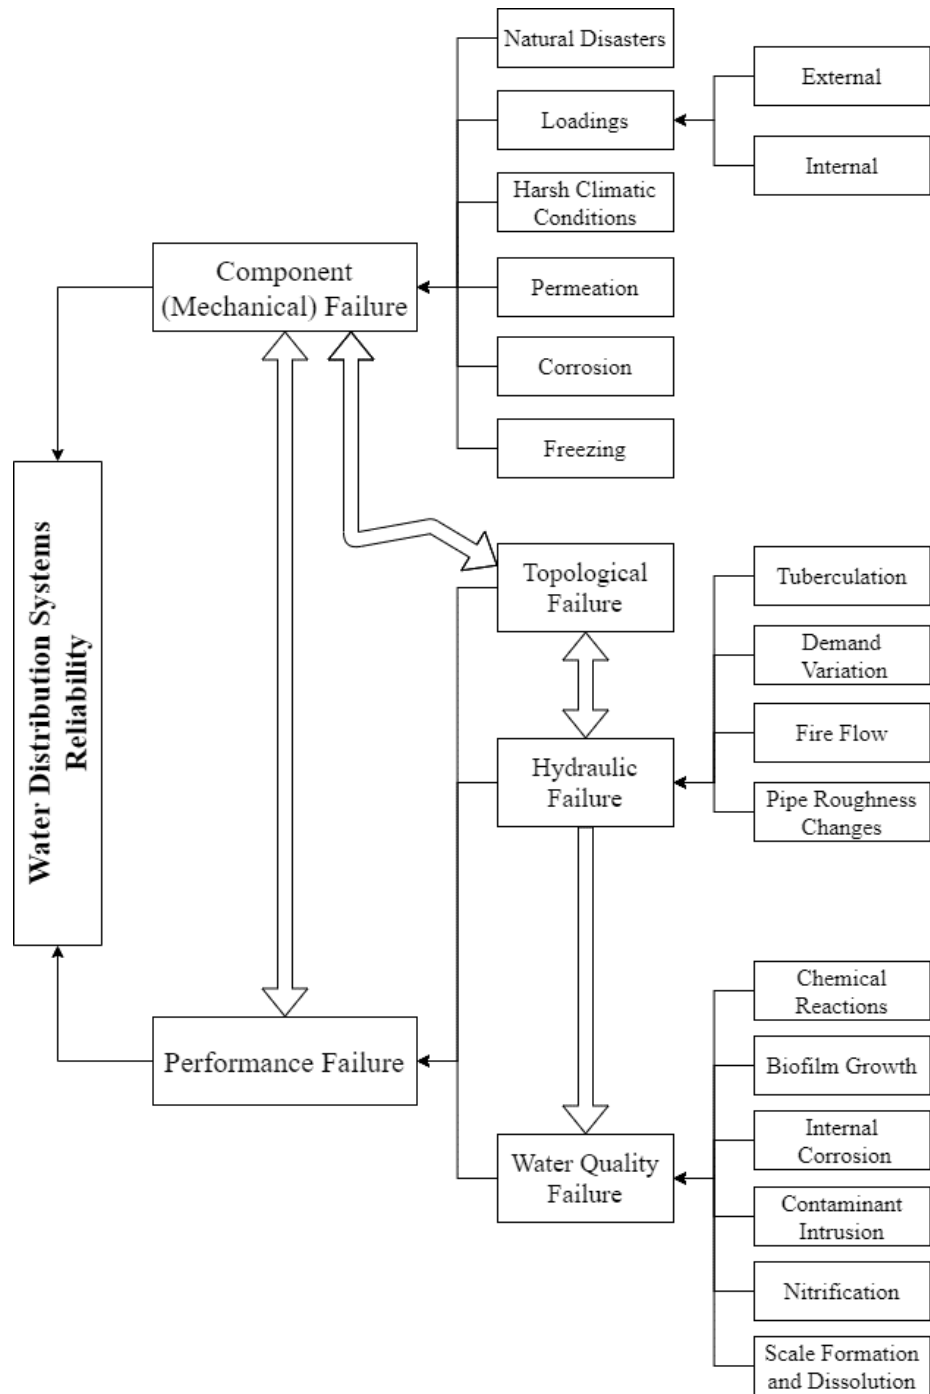 Natural Disasters
External
Loadings
Internal
Harsh Climatic
Conditions
Component
(Mechanical) Failure
Permeation
Corrosion
Freezing
Water Distribution Systems
Reliability
Topological
Failure
Tuberculation
Demand
Variation
Hydraulic
Failure
Fire Flow
Pipe Roughness
Changes
Performance Failure
Chemical
Reactions
Biofilm Growth
Water Quality
Failure
Internal
Corrosion
Contaminant
Intrusion
Nitrification
Scale Formation
and Dissolution